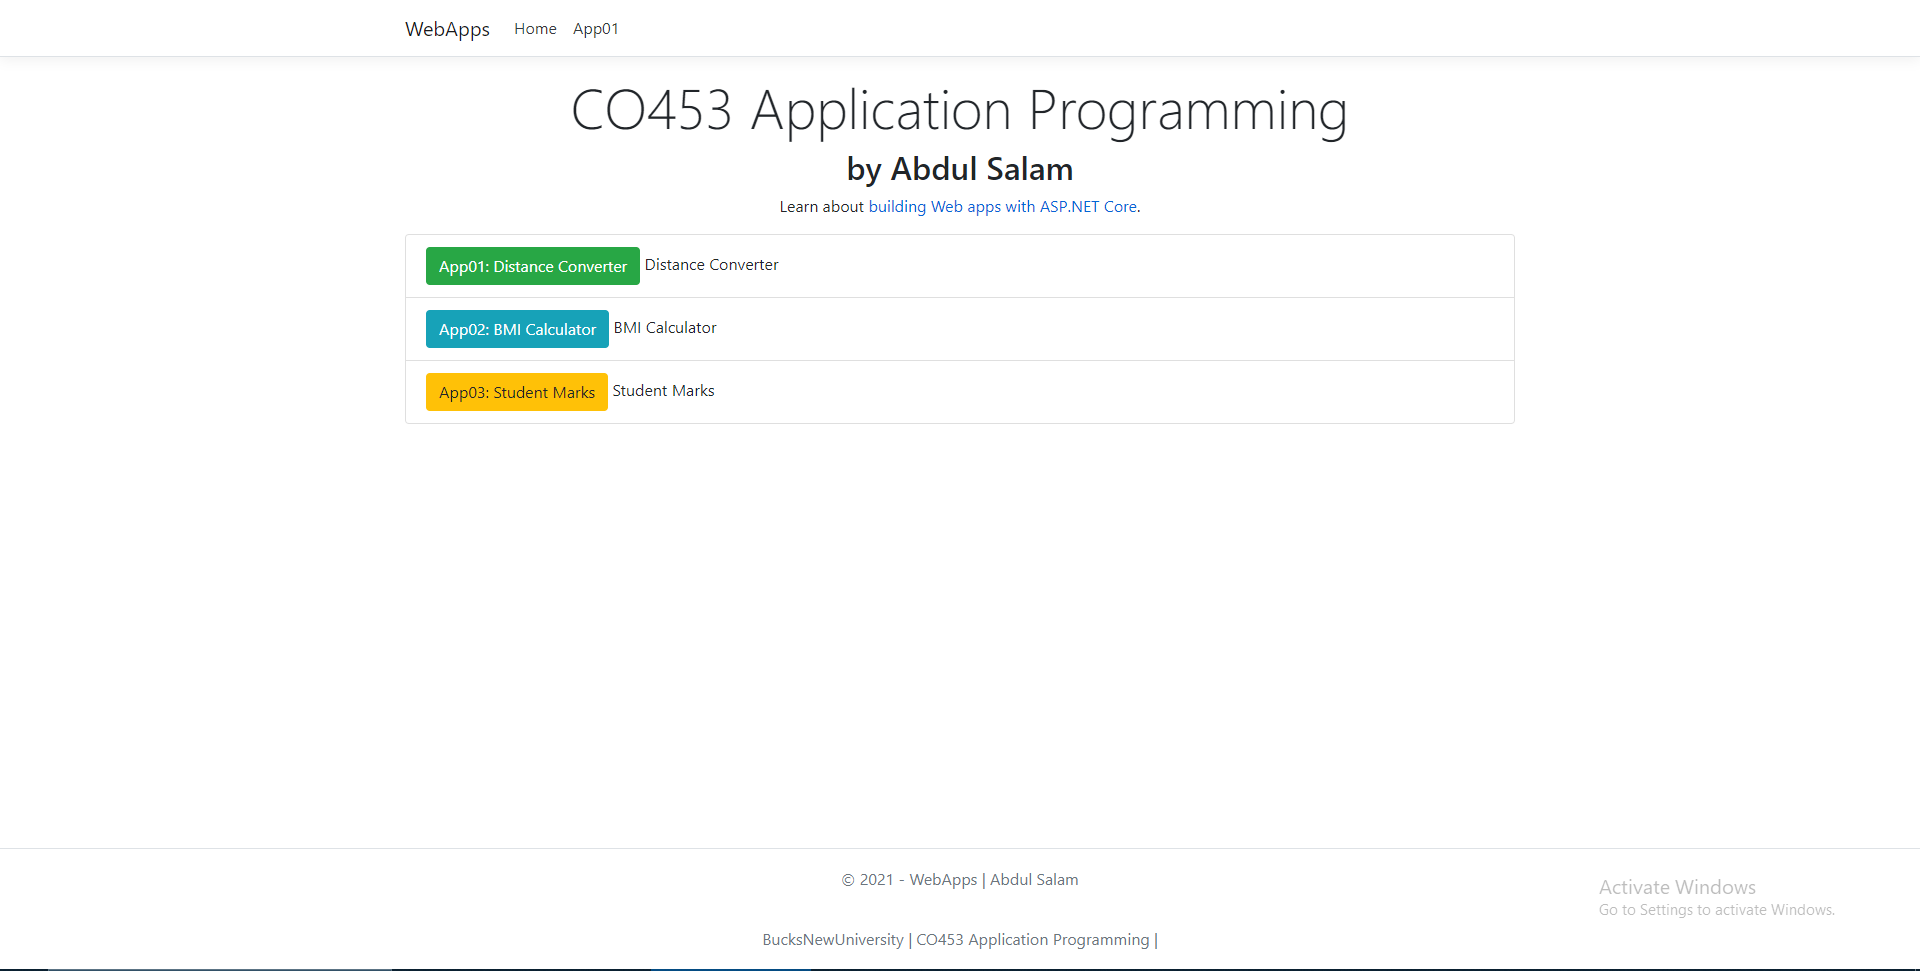 WebApps Home App01
CO453 Application Programming
by Abdul Salam
Learn about building Web apps with ASP.NET Core.
App01: Distance Converter Distance Converter
App02: BMI Calculator BMI Calculator
App03: Student Marks Student Marks
© 2021 - WebApps | Abdul Salam
Activate Windows
Go to Settings to activate Windows.
BucksNewUniversity | CO453 Application Programming |